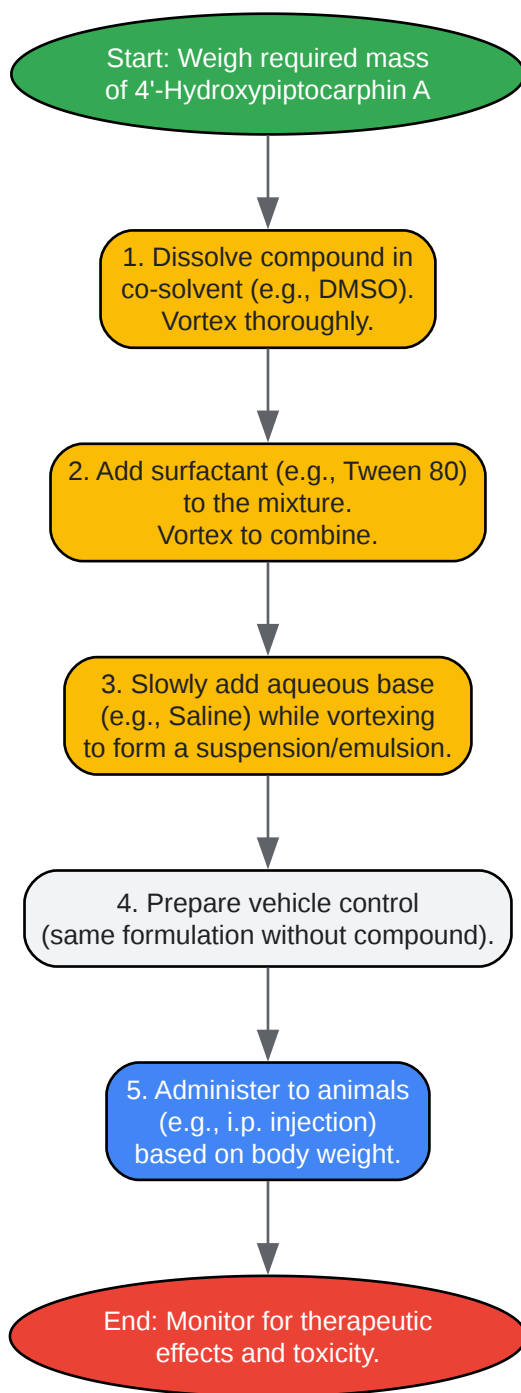 Start: Weigh required mass
of 4'-Hydroxypiptocarphin A
1. Dissolve compound in
co-solvent (e.g., DMSO).
Vortex thoroughly.
2. Add surfactant (e.g., Tween 80)
to the mixture.
Vortex to combine.
3. Slowly add aqueous base
(e.g., Saline) while vortexing
to form a suspension/emulsion.
4. Prepare vehicle control
(same formulation without compound).
5. Administer to animals
(e.g., i.p. injection)
based on body weight.
End: Monitor for therapeutic
effects and toxicity.